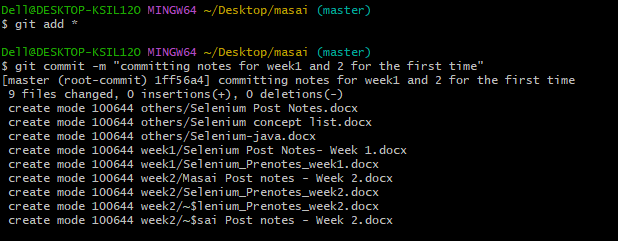 Dell@DESKTOP-KSIL12O MINGW64 ~/Desktop/masai (master)
$ git add *
Dell@DESKTOP-KSIL12O MINGW64 ~/Desktop/masai (master)
$ git commit -m "committing notes for week1 and 2 for the first time"
[master (root-commit) 1ff56a4] committing notes for week1 and 2 for the first time
 9 files changed, 0 insertions(+), 0 deletions(-)
 create mode 100644 others/Selenium Post Notes.docx
 create mode 100644 others/Selenium concept list.docx
 create mode 100644 others/Selenium-java.docx
 create mode 100644 week1/Selenium Post Notes- Week 1.docx
 create mode 100644 week1/Selenium_Prenotes_week1.docx
 create mode 100644 week2/Masai Post notes - Week 2.docx
 create mode 100644 week2/Selenium_Prenotes_week2.docx
 create mode 100644 week2/~$lenium_Prenotes_week2.docx
 create mode 100644 week2/~$sai Post notes - Week 2.docx